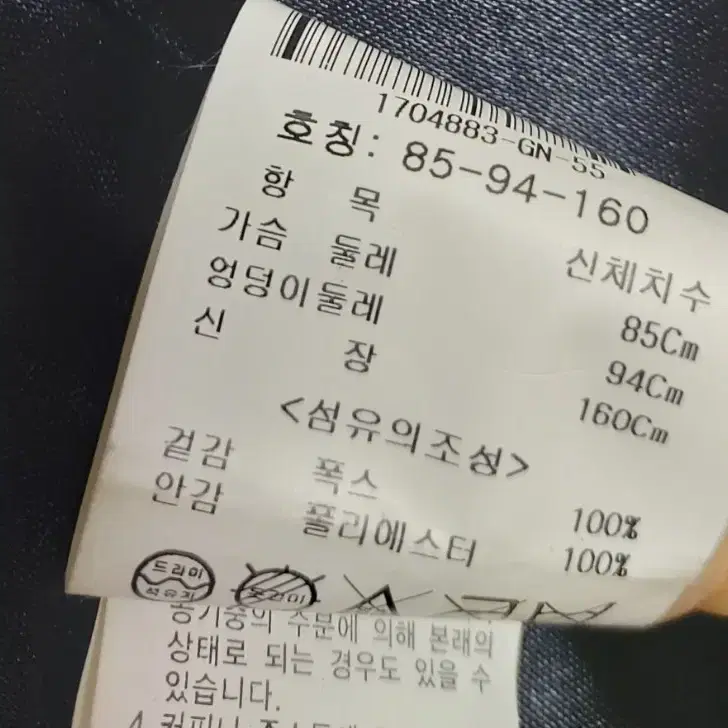 1704883-GN-55
호칭: 85-94-160
항 목 신체치수
가슴 둘레 85Cm
엉덩이둘레 94Cm
신 장 160Cm
<섬유의조성>
겉감 폭스 100%
안감 폴리에스터 100%
드라이
석유계
드라이
공기중의 수분에 의해 본래의
상태로 되는 경우도 있을 수
있습니다.